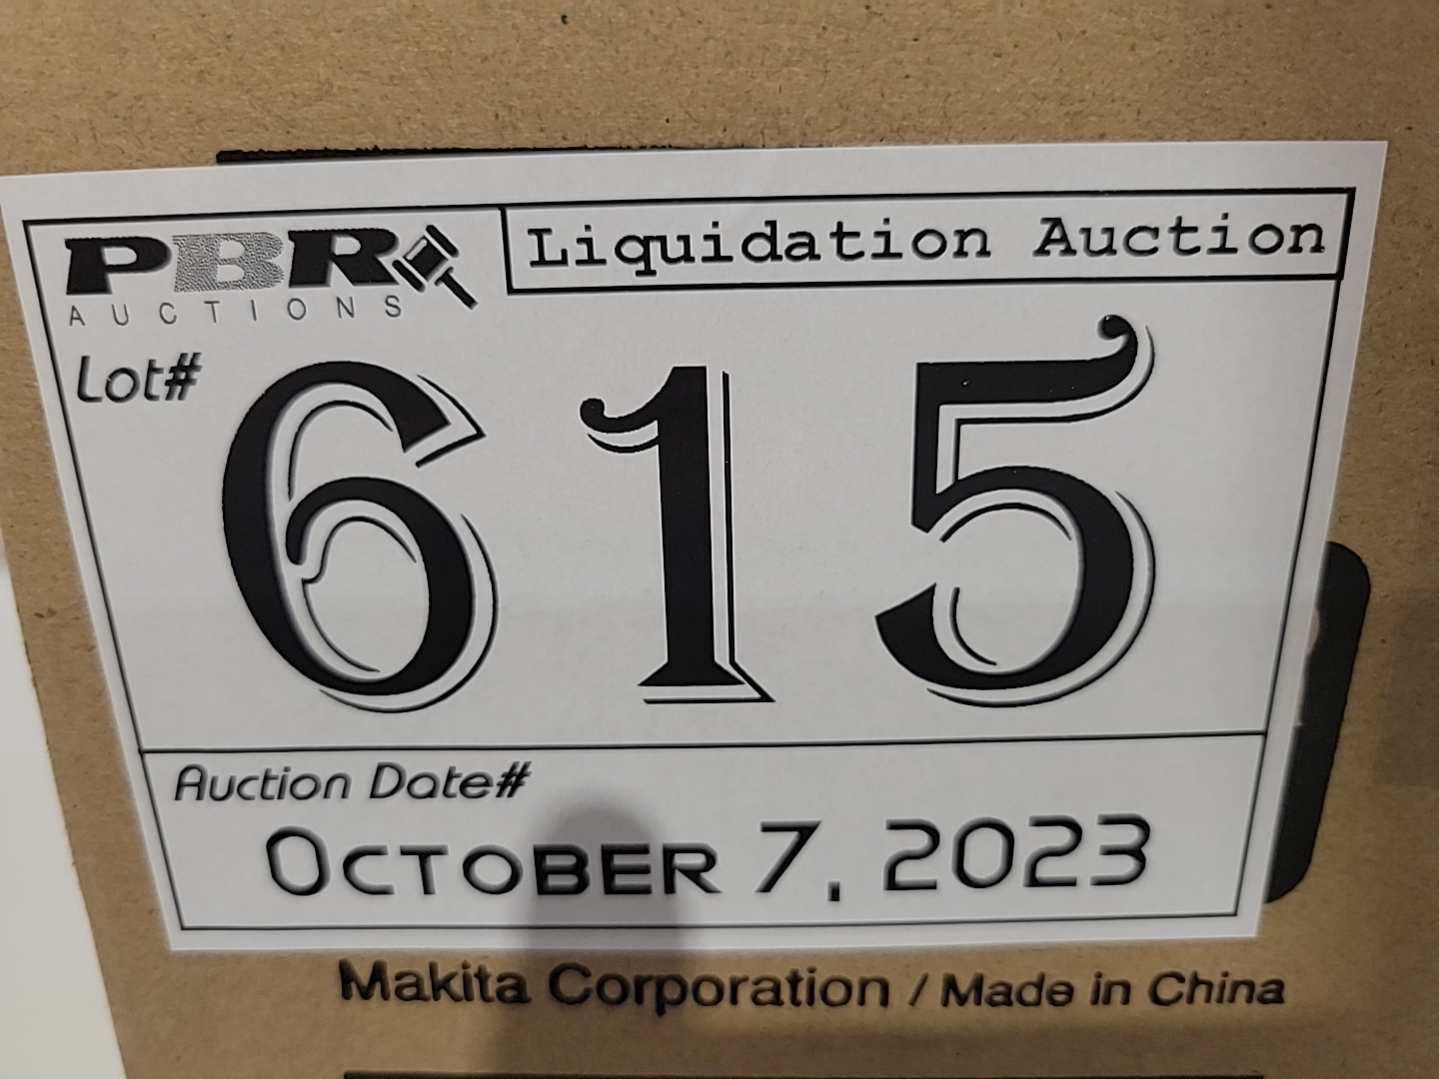 PBR
AUCTIONS
Liquidation Auction
Lot#
615
Auction Date#
OCTOBER 7, 2023
Makita Corporation / Made in China